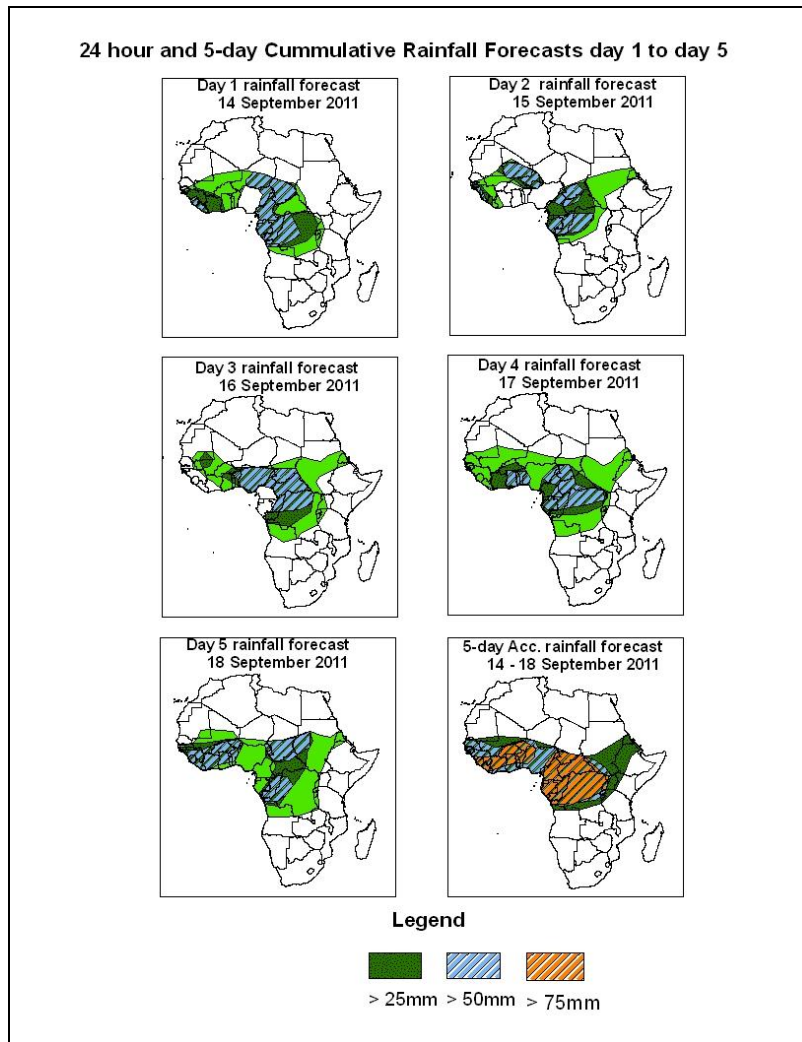 24 hour and 5-day Cummulative Rainfall Forecasts day 1 to day 5
Day 1 rainfall forecast
14 September 2011
Day 2 rainfall forecast
15 September 2011
Day 3 rainfall forecast
16 September 2011
Day 4 rainfall forecast
17 September 2011
Day 5 rainfall forecast
18 September 2011
5-day Acc. rainfall forecast
14 - 18 September 2011
Legend
> 25mm > 50mm > 75mm